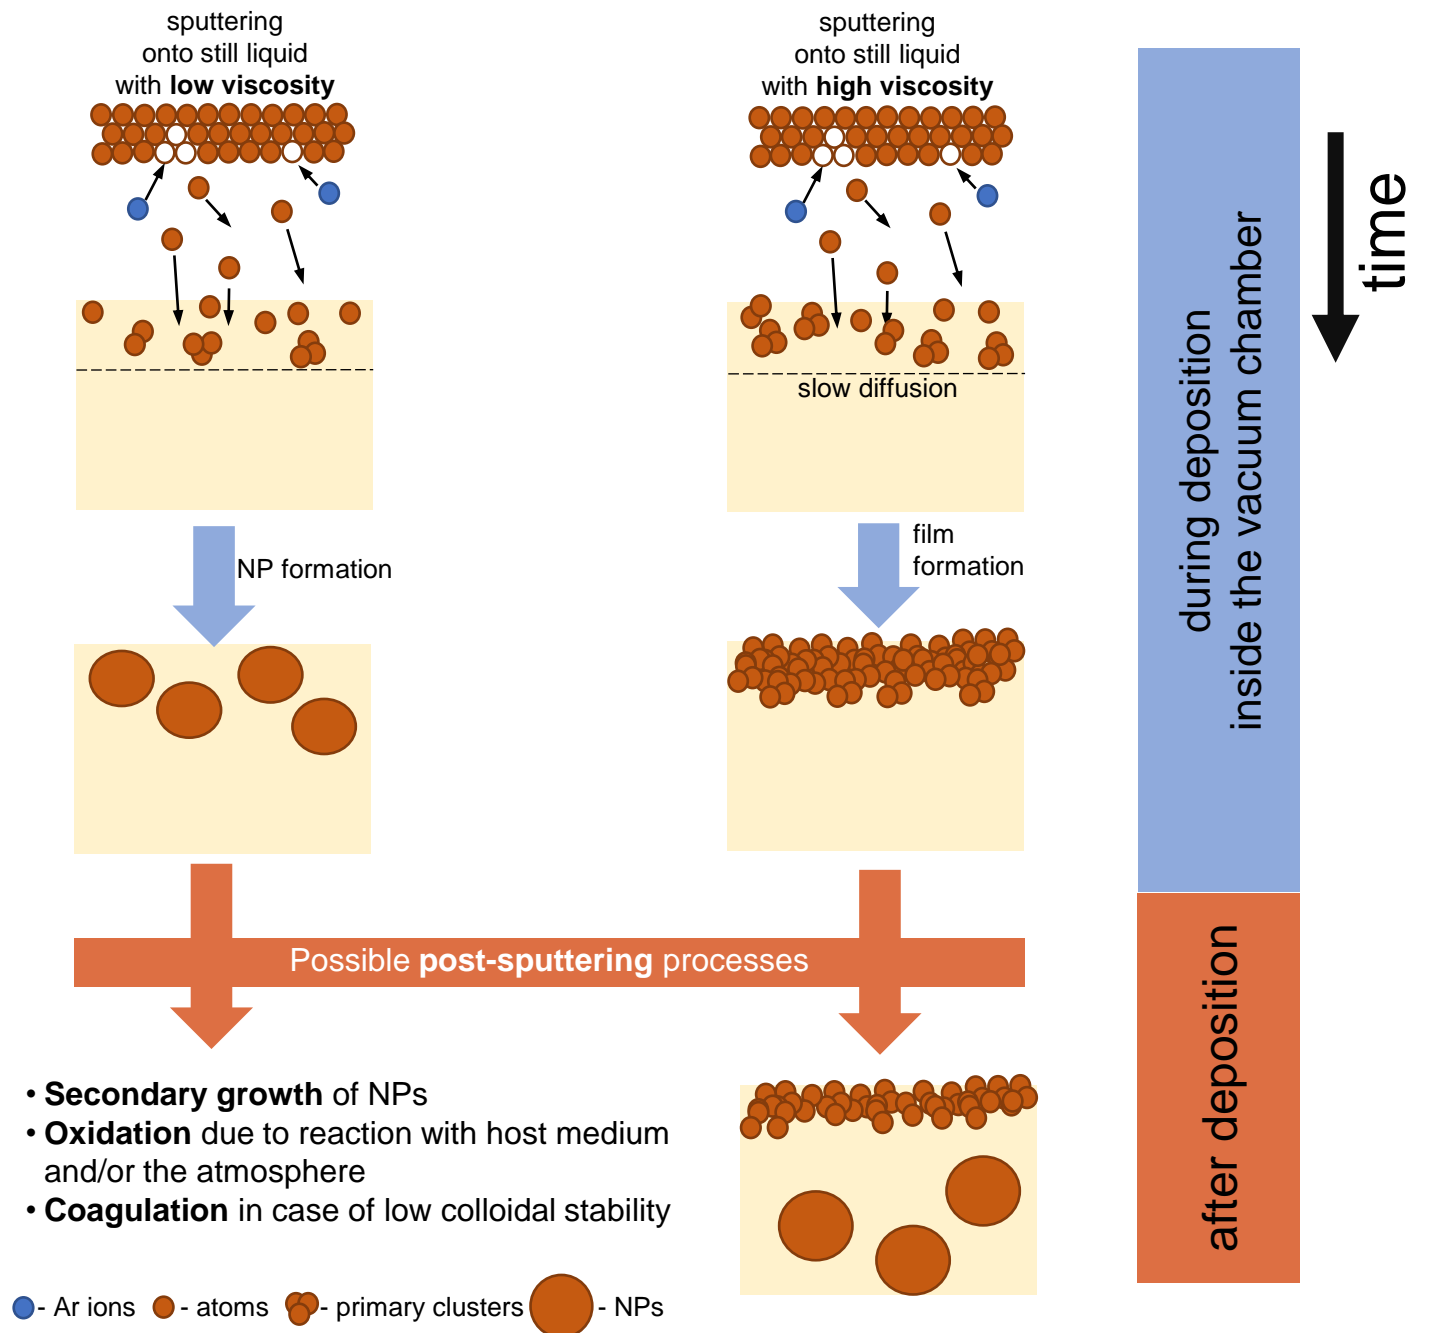 sputtering
onto still liquid
with low viscosity
sputtering
onto still liquid
with high viscosity
time
during deposition
inside the vacuum chamber
slow diffusion
NP formation
film
formation
Possible post-sputtering processes
after deposition
• Secondary growth of NPs
• Oxidation due to reaction with host medium
and/or the atmosphere
• Coagulation in case of low colloidal stability
- Ar ions
- atoms
- primary clusters
- NPs